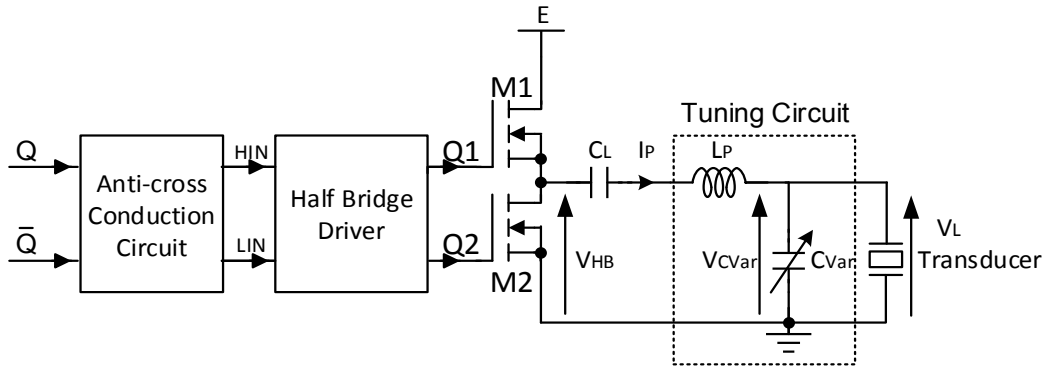 E
M1
Tuning Circuit
Q
HIN
Q1
CL
IP
LP
Anti-cross
Conduction
Circuit
Half Bridge
Driver
Q̅
LIN
Q2
M2
VHB
VCVar
CVar
VL
Transducer